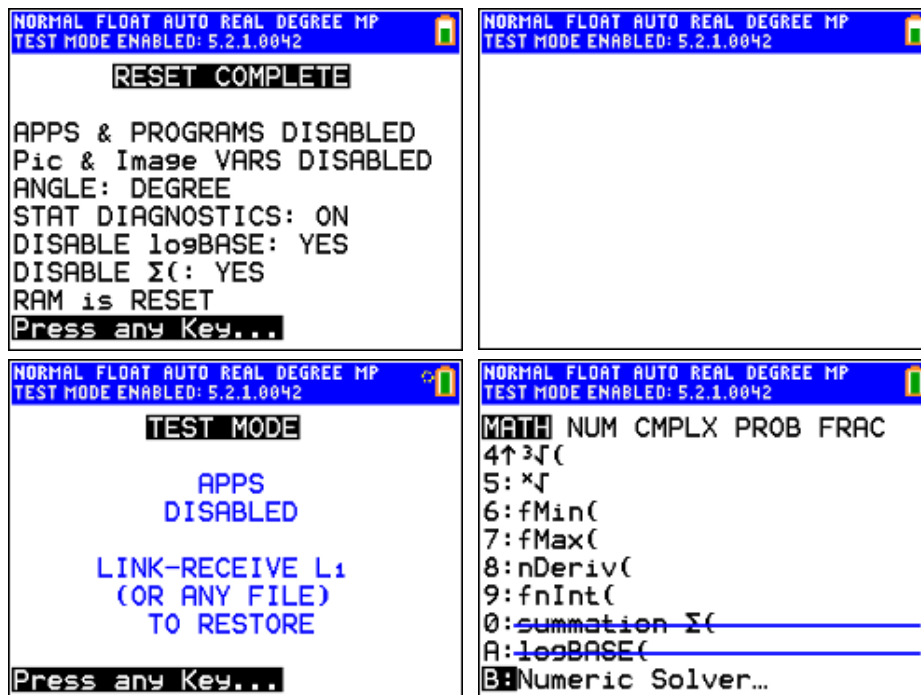 NORMAL FLOAT AUTO REAL DEGREE MP
TEST MODE ENABLED: 5.2.1.0042
RESET COMPLETE
APPS & PROGRAMS DISABLED
Pic & Image VARS DISABLED
ANGLE: DEGREE
STAT DIAGNOSTICS: ON
DISABLE logBASE: YES
DISABLE Σ(: YES
RAM is RESET
Press any Key...
NORMAL FLOAT AUTO REAL DEGREE MP
TEST MODE ENABLED: 5.2.1.0042
NORMAL FLOAT AUTO REAL DEGREE MP
TEST MODE ENABLED: 5.2.1.0042
TEST MODE
APPS
DISABLED
LINK-RECEIVE L₁
(OR ANY FILE)
TO RESTORE
Press any Key...
NORMAL FLOAT AUTO REAL DEGREE MP
TEST MODE ENABLED: 5.2.1.0042
MATH NUM CMPLX PROB FRAC
4↑³√(
5:ˣ√
6:fMin(
7:fMax(
8:nDeriv(
9:fnInt(
0:summation Σ(
A:logBASE(
B:Numeric Solver…